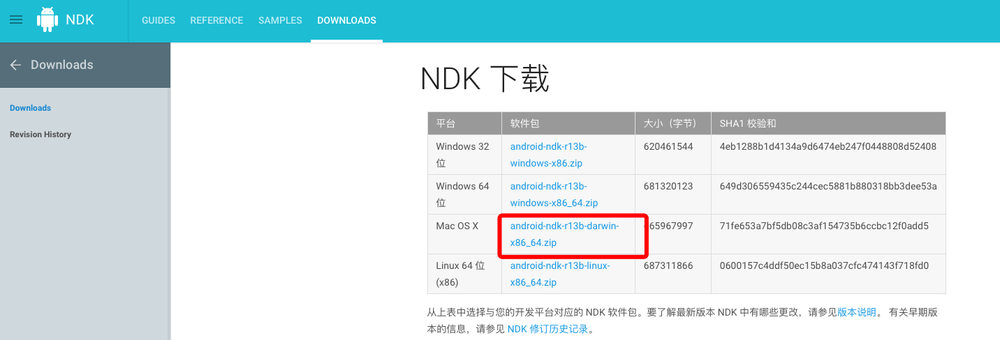 NDK
GUIDES REFERENCE SAMPLES DOWNLOADS
Downloads
Downloads
Revision History
NDK 下载
平台 软件包 大小（字节） SHA1 校验和
Windows 32 android-ndk-r13b- 620461544 4eb1288b1d4134a9d6474eb247f0448808d52408
位 windows-x86.zip
Windows 64 android-ndk-r13b- 681320123 649d306559435c244cec5881b880318bb3dee53a
位 windows-x86_64.zip
Mac OS X android-ndk-r13b-darwin- 665967997 71fe653a7bf5db08c3af154735b6ccbc12f0add5
x86_64.zip
Linux 64 位 android-ndk-r13b-linux- 687311866 0600157c4ddf50ec15b8a037cfc474143f718fd0
(x86) x86_64.zip
从上表中选择与您的开发平台对应的 NDK 软件包。要了解最新版本 NDK 中有哪些更改，请参见版本说明。 有关早期版
本的信息，请参见 NDK 修订历史记录。